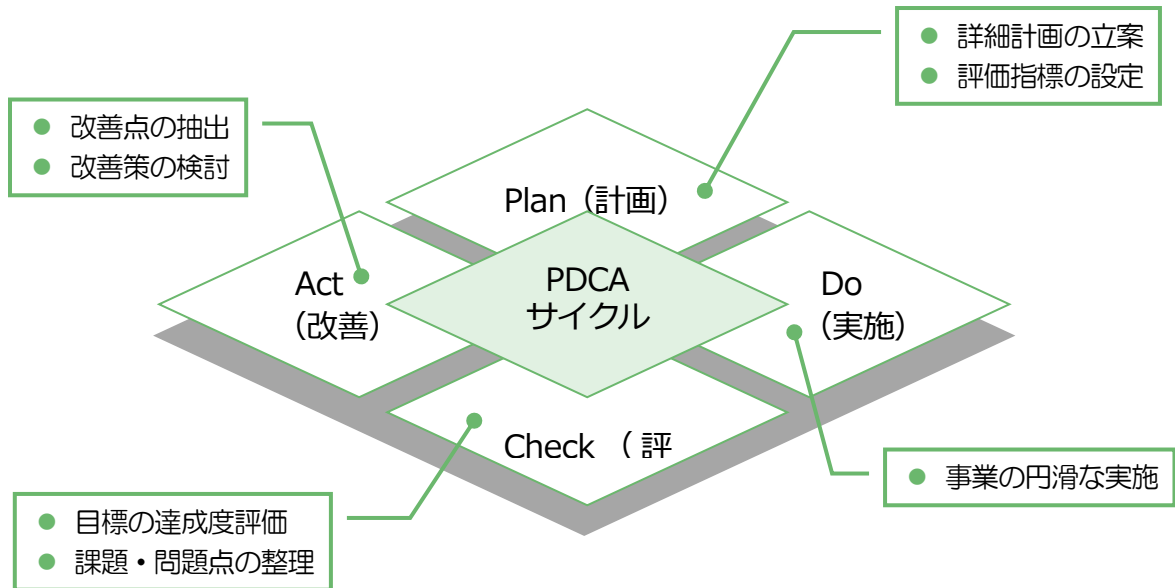 詳細計画の立案
評価指標の設定
改善点の抽出
改善策の検討
Plan（計画）
Act
（改善）
PDCA
サイクル
Do
（実施）
Check （ 評
事業の円滑な実施
目標の達成度評価
課題・問題点の整理